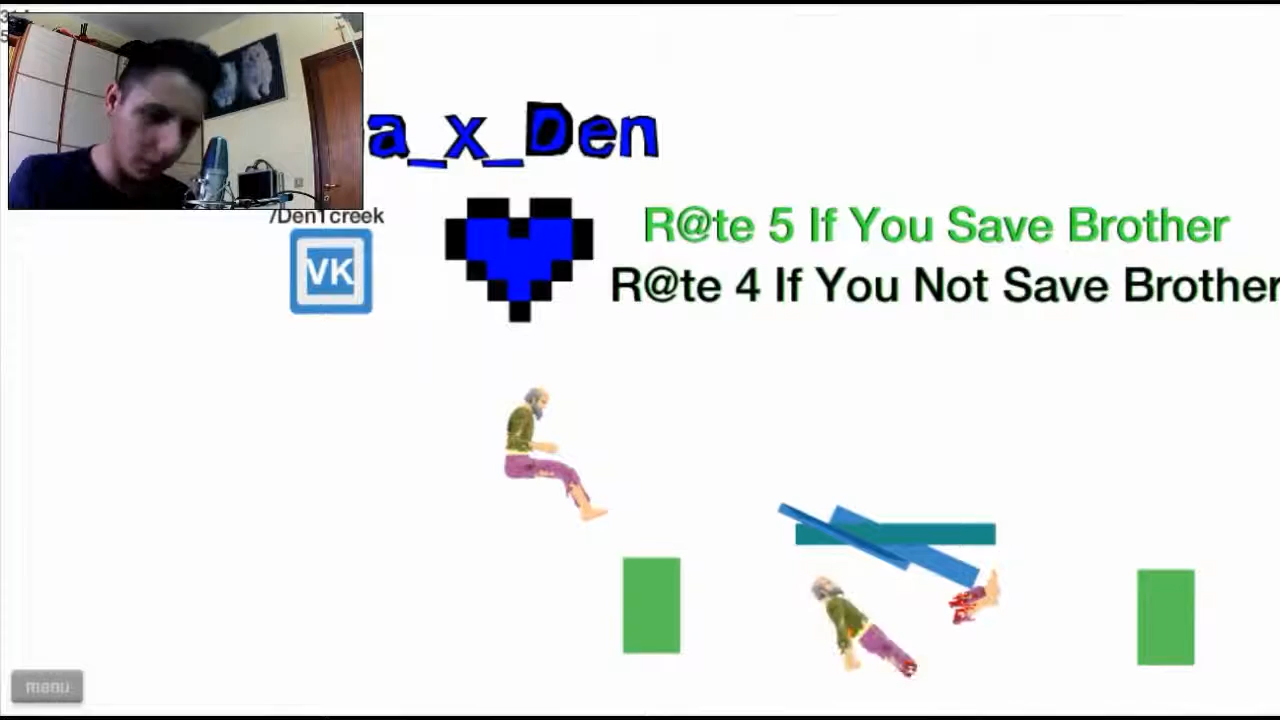 a_x_Den
/Den1creek
VK
R@te 5 If You Save Brother
R@te 4 If You Not Save Brother
menu